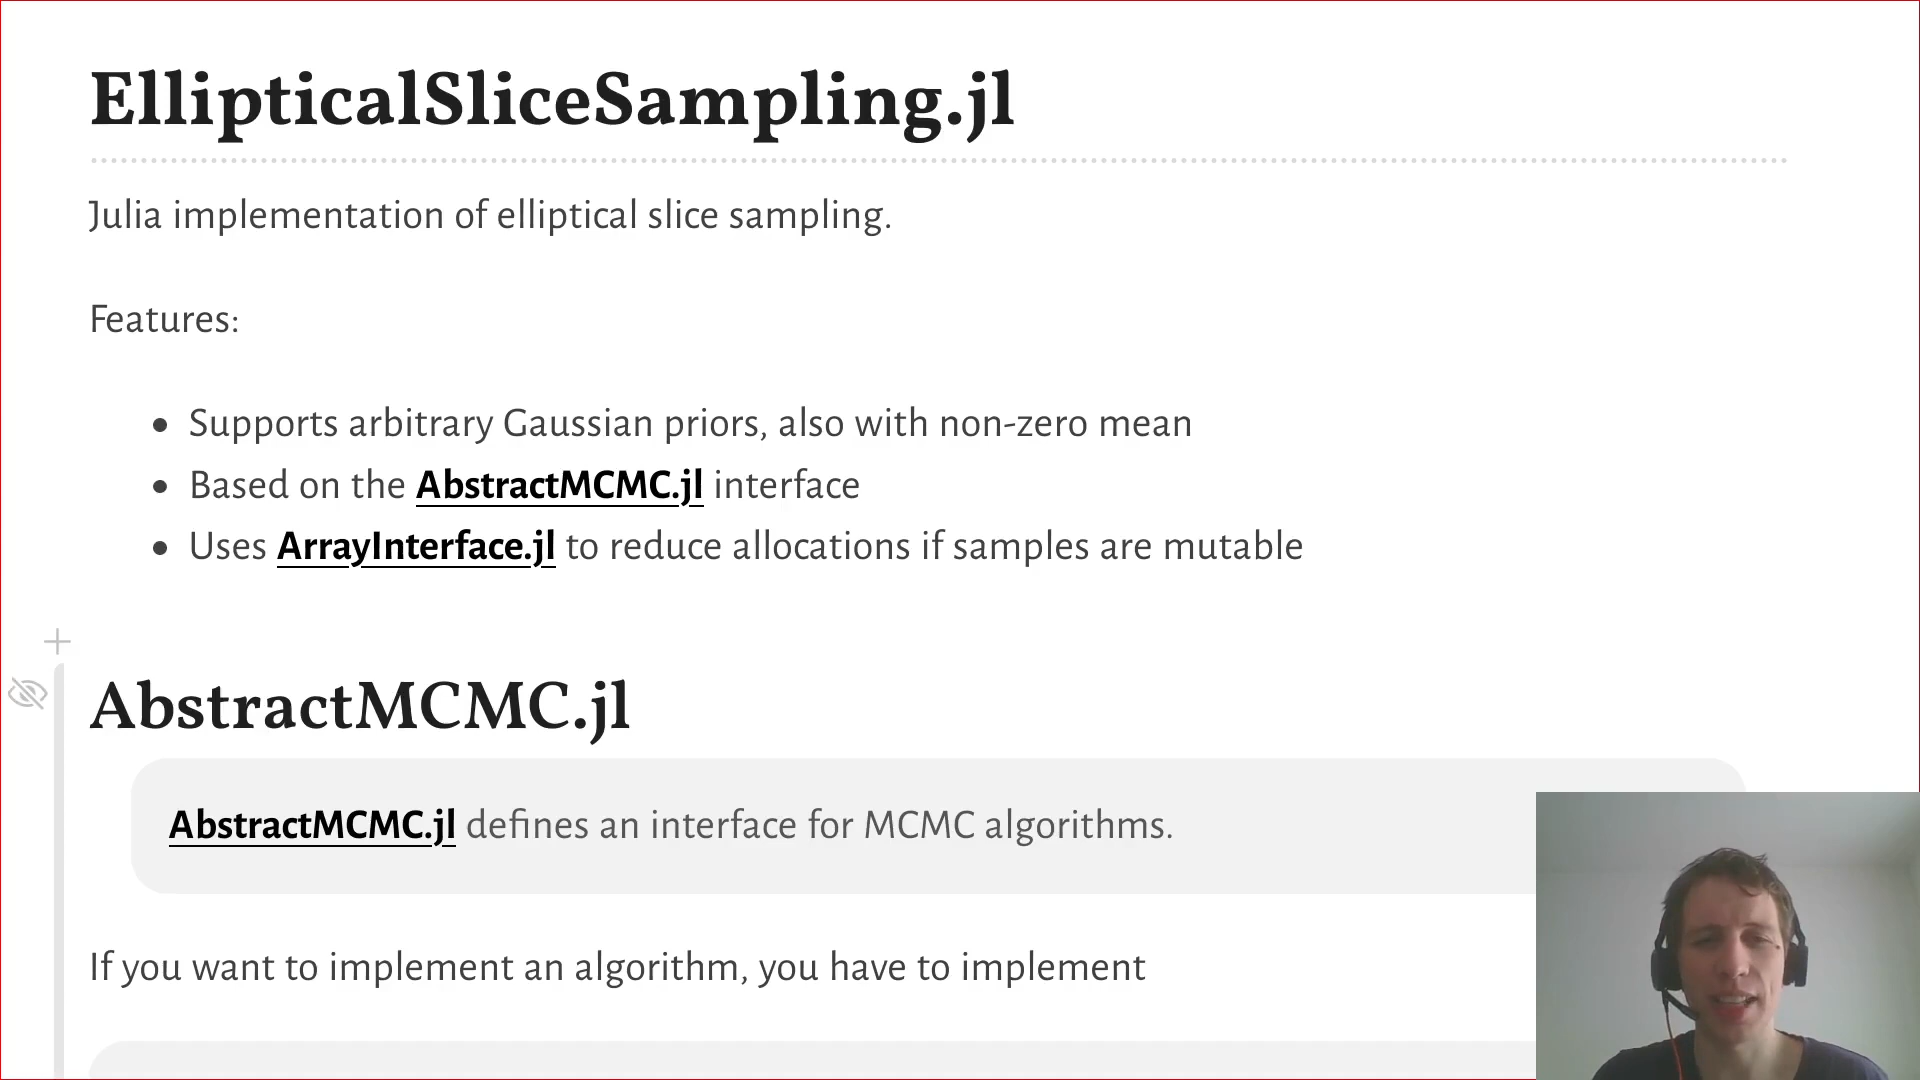 EllipticalSliceSampling.jl
Julia implementation of elliptical slice sampling.
Features:
Supports arbitrary Gaussian priors, also with non-zero mean
Based on the AbstractMCMC.jl interface
Uses ArrayInterface.jl to reduce allocations if samples are mutable
AbstractMCMC.jl
AbstractMCMC.jl defines an interface for MCMC algorithms.
If you want to implement an algorithm, you have to implement